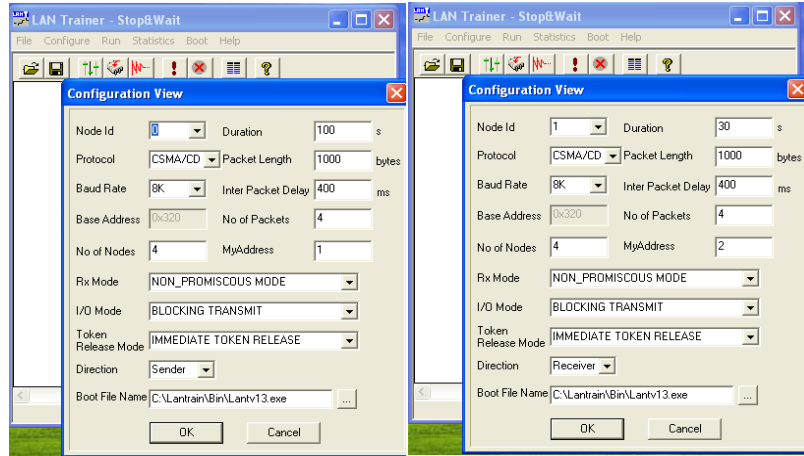 LAN Trainer - Stop&Wait
File Configure Run Statistics Boot Help
Configuration View
Node Id 0 Duration 100 s
Protocol CSMA/CD Packet Length 1000 bytes
Baud Rate 8K Inter Packet Delay 400 ms
Base Address 0x320 No of Packets 4
No of Nodes 4 MyAddress 1
Rx Mode NON_PROMISCOUS MODE
I/O Mode BLOCKING TRANSMIT
Token Release Mode IMMEDIATE TOKEN RELEASE
Direction Sender
Boot File Name C:\Lantrain\Bin\Lantv13.exe ...
OK Cancel
LAN Trainer - Stop&Wait
File Configure Run Statistics Boot Help
Configuration View
Node Id 1 Duration 30 s
Protocol CSMA/CD Packet Length 1000 bytes
Baud Rate 8K Inter Packet Delay 400 ms
Base Address 0x320 No of Packets 4
No of Nodes 4 MyAddress 2
Rx Mode NON_PROMISCOUS MODE
I/O Mode BLOCKING TRANSMIT
Token Release Mode IMMEDIATE TOKEN RELEASE
Direction Receiver
Boot File Name C:\Lantrain\Bin\Lantv13.exe ...
OK Cancel